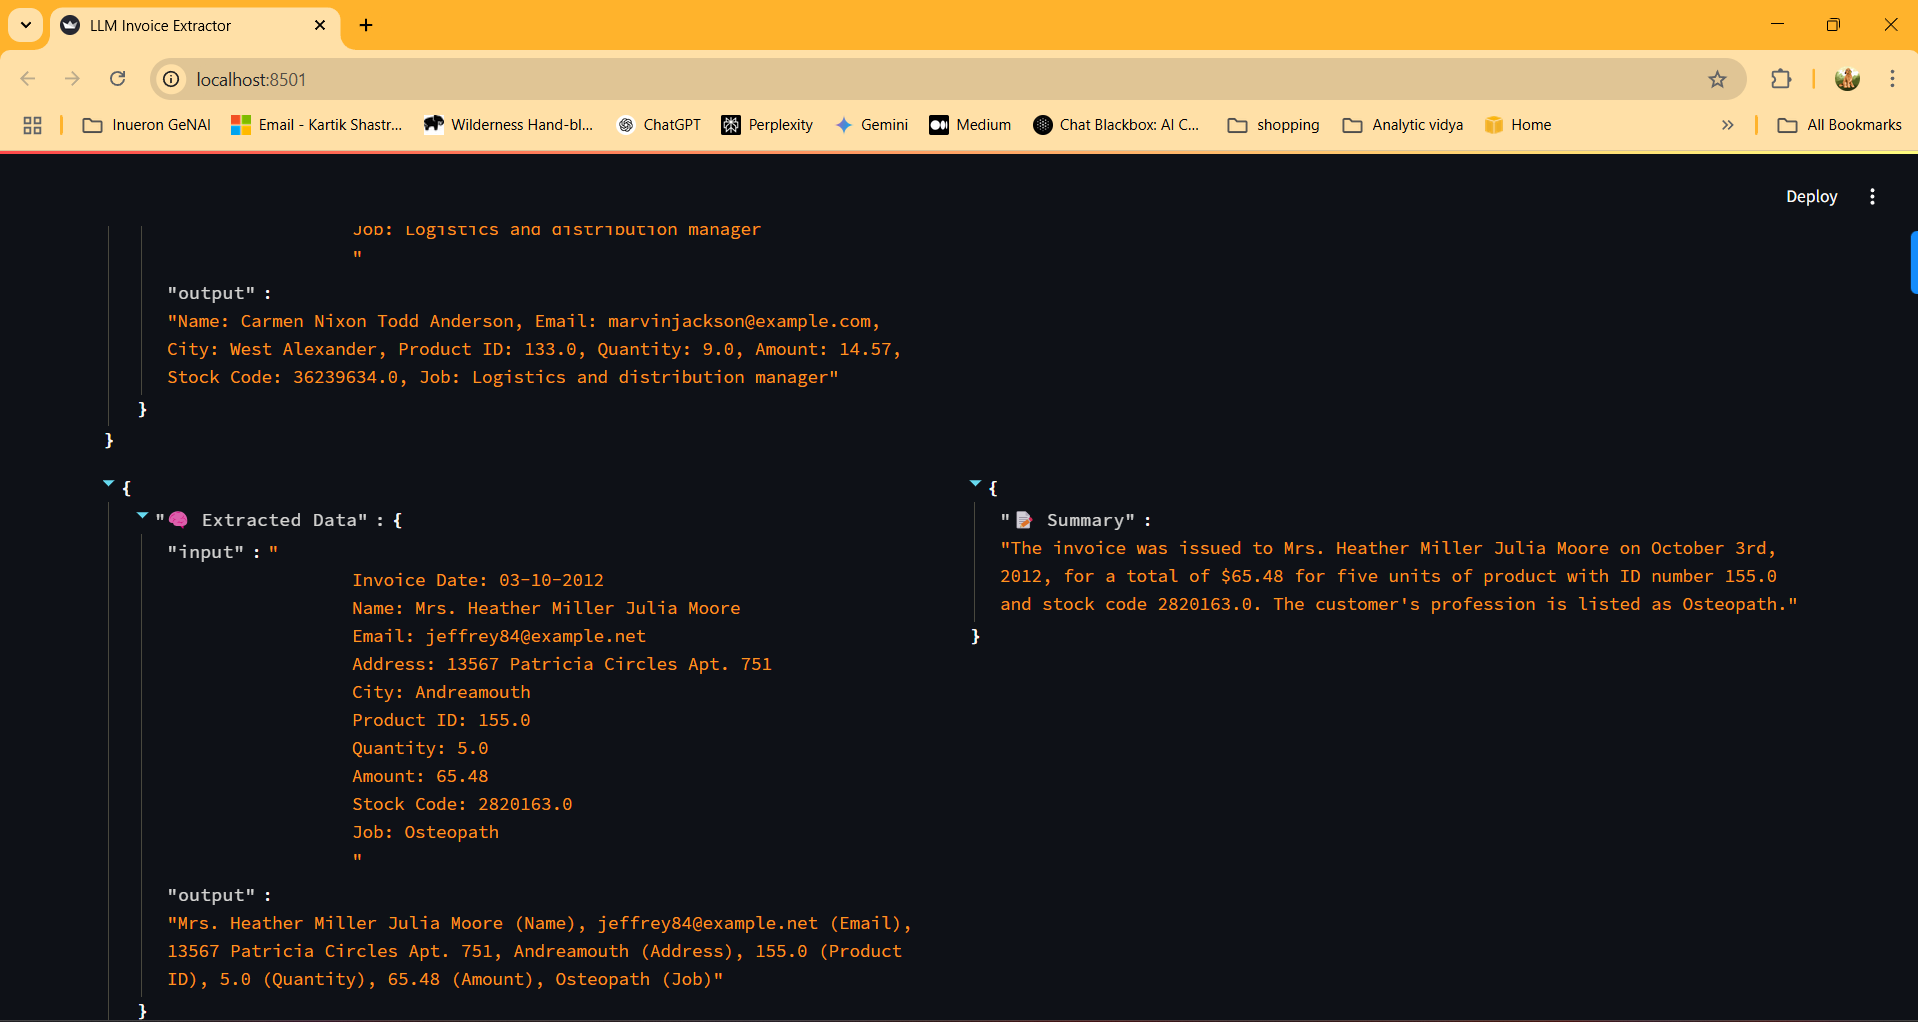 LLM Invoice Extractor
localhost:8501
Inueron GeNAI
Email - Kartik Shastr...
Wilderness Hand-bl...
ChatGPT
Perplexity
Gemini
Medium
Chat Blackbox: AI C...
shopping
Analytic vidya
Home
»
All Bookmarks
Deploy
Job: Logistics and distribution manager
"
"output" :
"Name: Carmen Nixon Todd Anderson, Email: marvinjackson@example.com,
City: West Alexander, Product ID: 133.0, Quantity: 9.0, Amount: 14.57,
Stock Code: 36239634.0, Job: Logistics and distribution manager"
}
}
{
"🧠 Extracted Data" : {
"input" : "
Invoice Date: 03-10-2012
Name: Mrs. Heather Miller Julia Moore
Email: jeffrey84@example.net
Address: 13567 Patricia Circles Apt. 751
City: Andreamouth
Product ID: 155.0
Quantity: 5.0
Amount: 65.48
Stock Code: 2820163.0
Job: Osteopath
"
"output" :
"Mrs. Heather Miller Julia Moore (Name), jeffrey84@example.net (Email),
13567 Patricia Circles Apt. 751, Andreamouth (Address), 155.0 (Product
ID), 5.0 (Quantity), 65.48 (Amount), Osteopath (Job)"
}
{
"📝 Summary" :
"The invoice was issued to Mrs. Heather Miller Julia Moore on October 3rd,
2012, for a total of $65.48 for five units of product with ID number 155.0
and stock code 2820163.0. The customer's profession is listed as Osteopath."
}